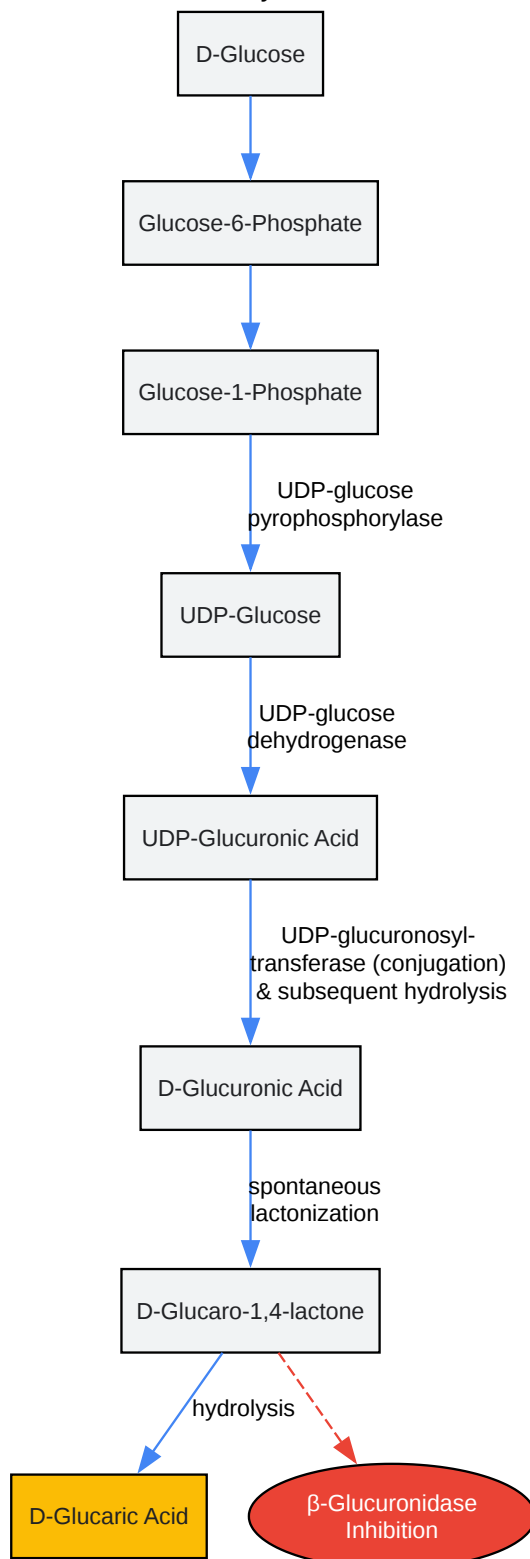 D-Glucose
Glucose-6-Phosphate
Glucose-1-Phosphate
UDP-glucose
pyrophosphorylase
UDP-Glucose
UDP-glucose
dehydrogenase
UDP-Glucuronic Acid
UDP-glucuronosyl-
transferase (conjugation)
& subsequent hydrolysis
D-Glucuronic Acid
spontaneous
lactonization
D-Glucaro-1,4-lactone
hydrolysis
D-Glucaric Acid
β-Glucuronidase
Inhibition